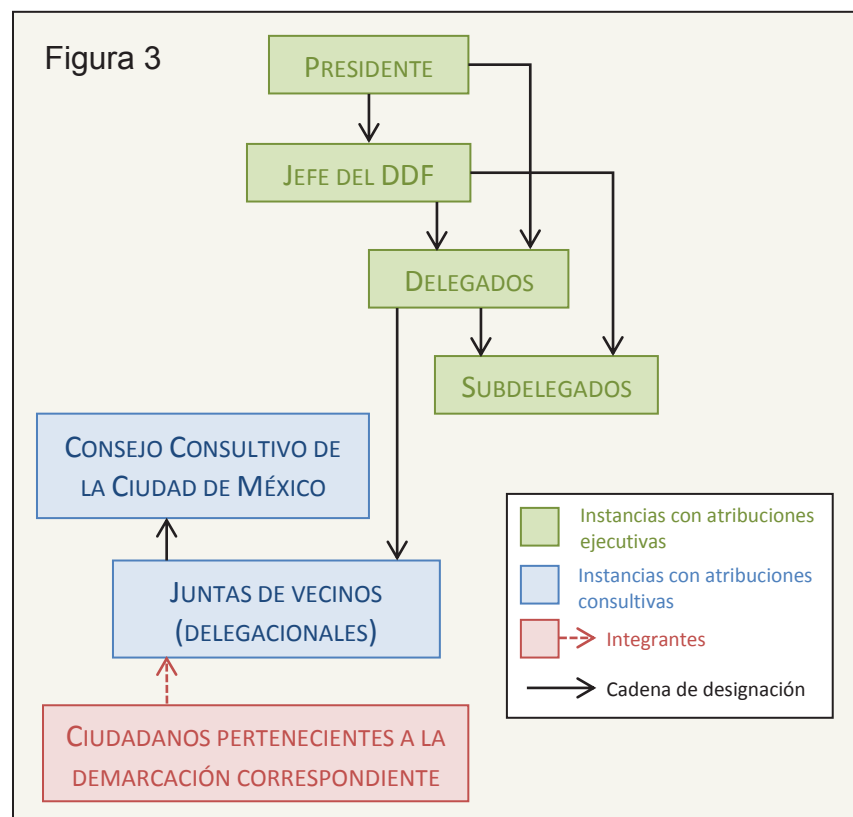 Figura 3
PRESIDENTE
JEFE DEL DDF
DELEGADOS
SUBDELEGADOS
CONSEJO CONSULTIVO DE
LA CIUDAD DE MÉXICO
JUNTAS DE VECINOS
(DELEGACIONALES)
CIUDADANOS PERTENECIENTES A LA
DEMARCACIÓN CORRESPONDIENTE
Instancias con atribuciones
ejecutivas
Instancias con atribuciones
consultivas
Integrantes
Cadena de designación